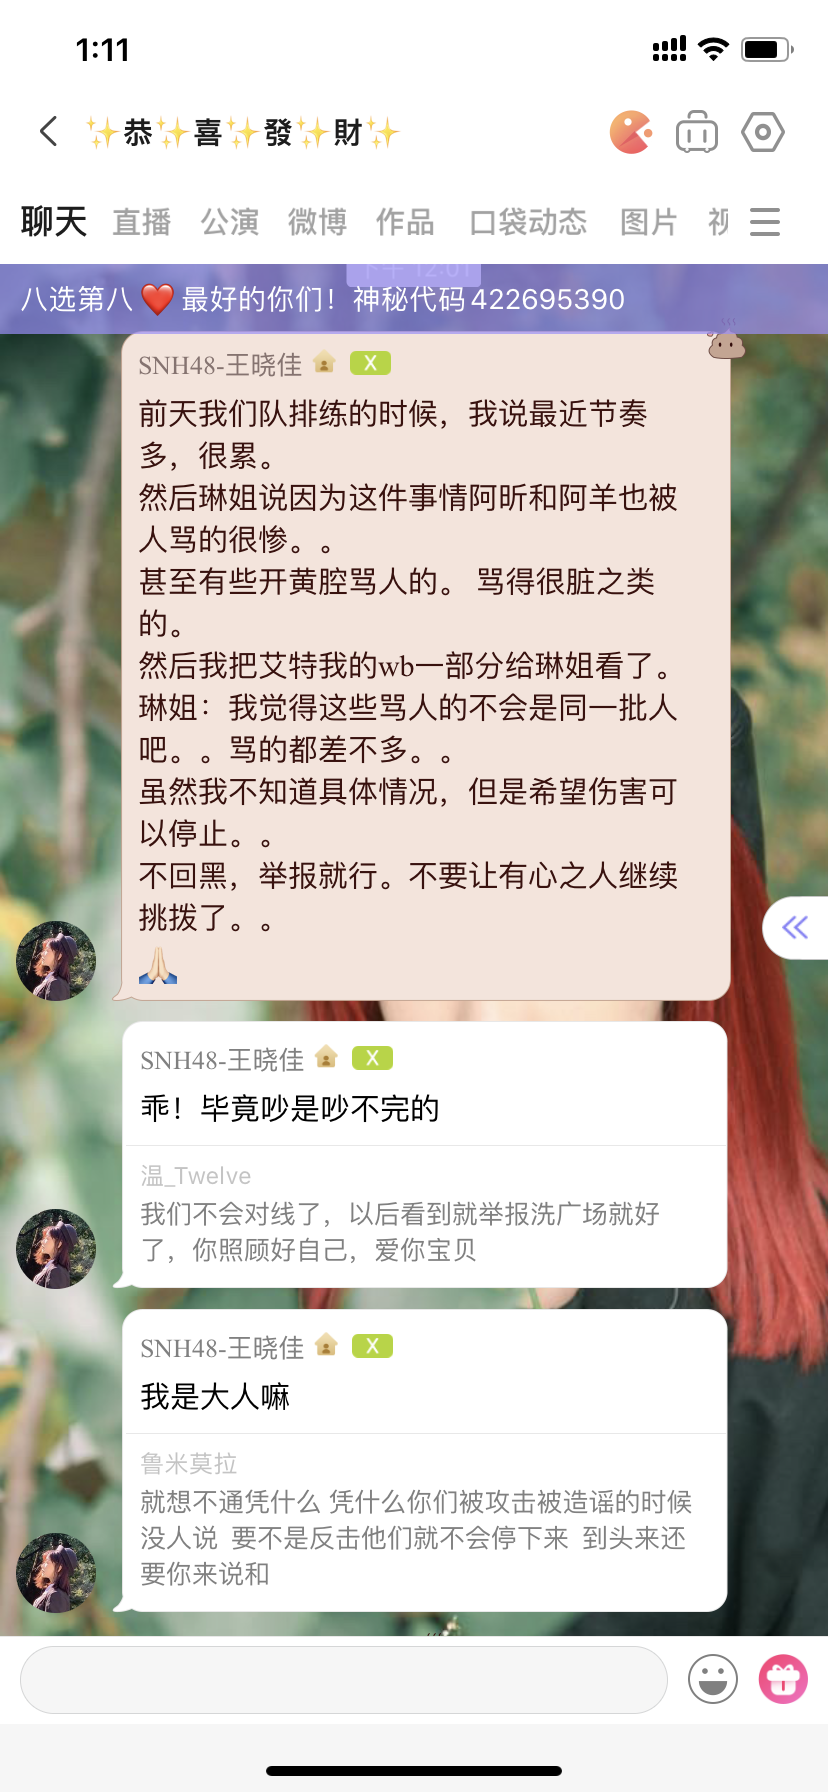 1:11
✨恭✨喜✨發✨財✨
聊天 直播 公演 微博 作品 口袋动态 图片 视
下午 12:01
八选第八❤️最好的你们！神秘代码422695390
SNH48-王晓佳 X
前天我们队排练的时候，我说最近节奏
多，很累。
然后琳姐说因为这件事情阿昕和阿羊也被
人骂的很惨。。
甚至有些开黄腔骂人的。 骂得很脏之类
的。
然后我把艾特我的wb一部分给琳姐看了。
琳姐：我觉得这些骂人的不会是同一批人
吧。。骂的都差不多。。
虽然我不知道具体情况，但是希望伤害可
以停止。。
不回黑，举报就行。不要让有心之人继续
挑拨了。。
🙏🏻
SNH48-王晓佳 X
乖！毕竟吵是吵不完的
温_Twelve
我们不会对线了，以后看到就举报洗广场就好
了，你照顾好自己，爱你宝贝
SNH48-王晓佳 X
我是大人嘛
鲁米莫拉
就想不通凭什么 凭什么你们被攻击被造谣的时候
没人说 要不是反击他们就不会停下来 到头来还
要你来说和